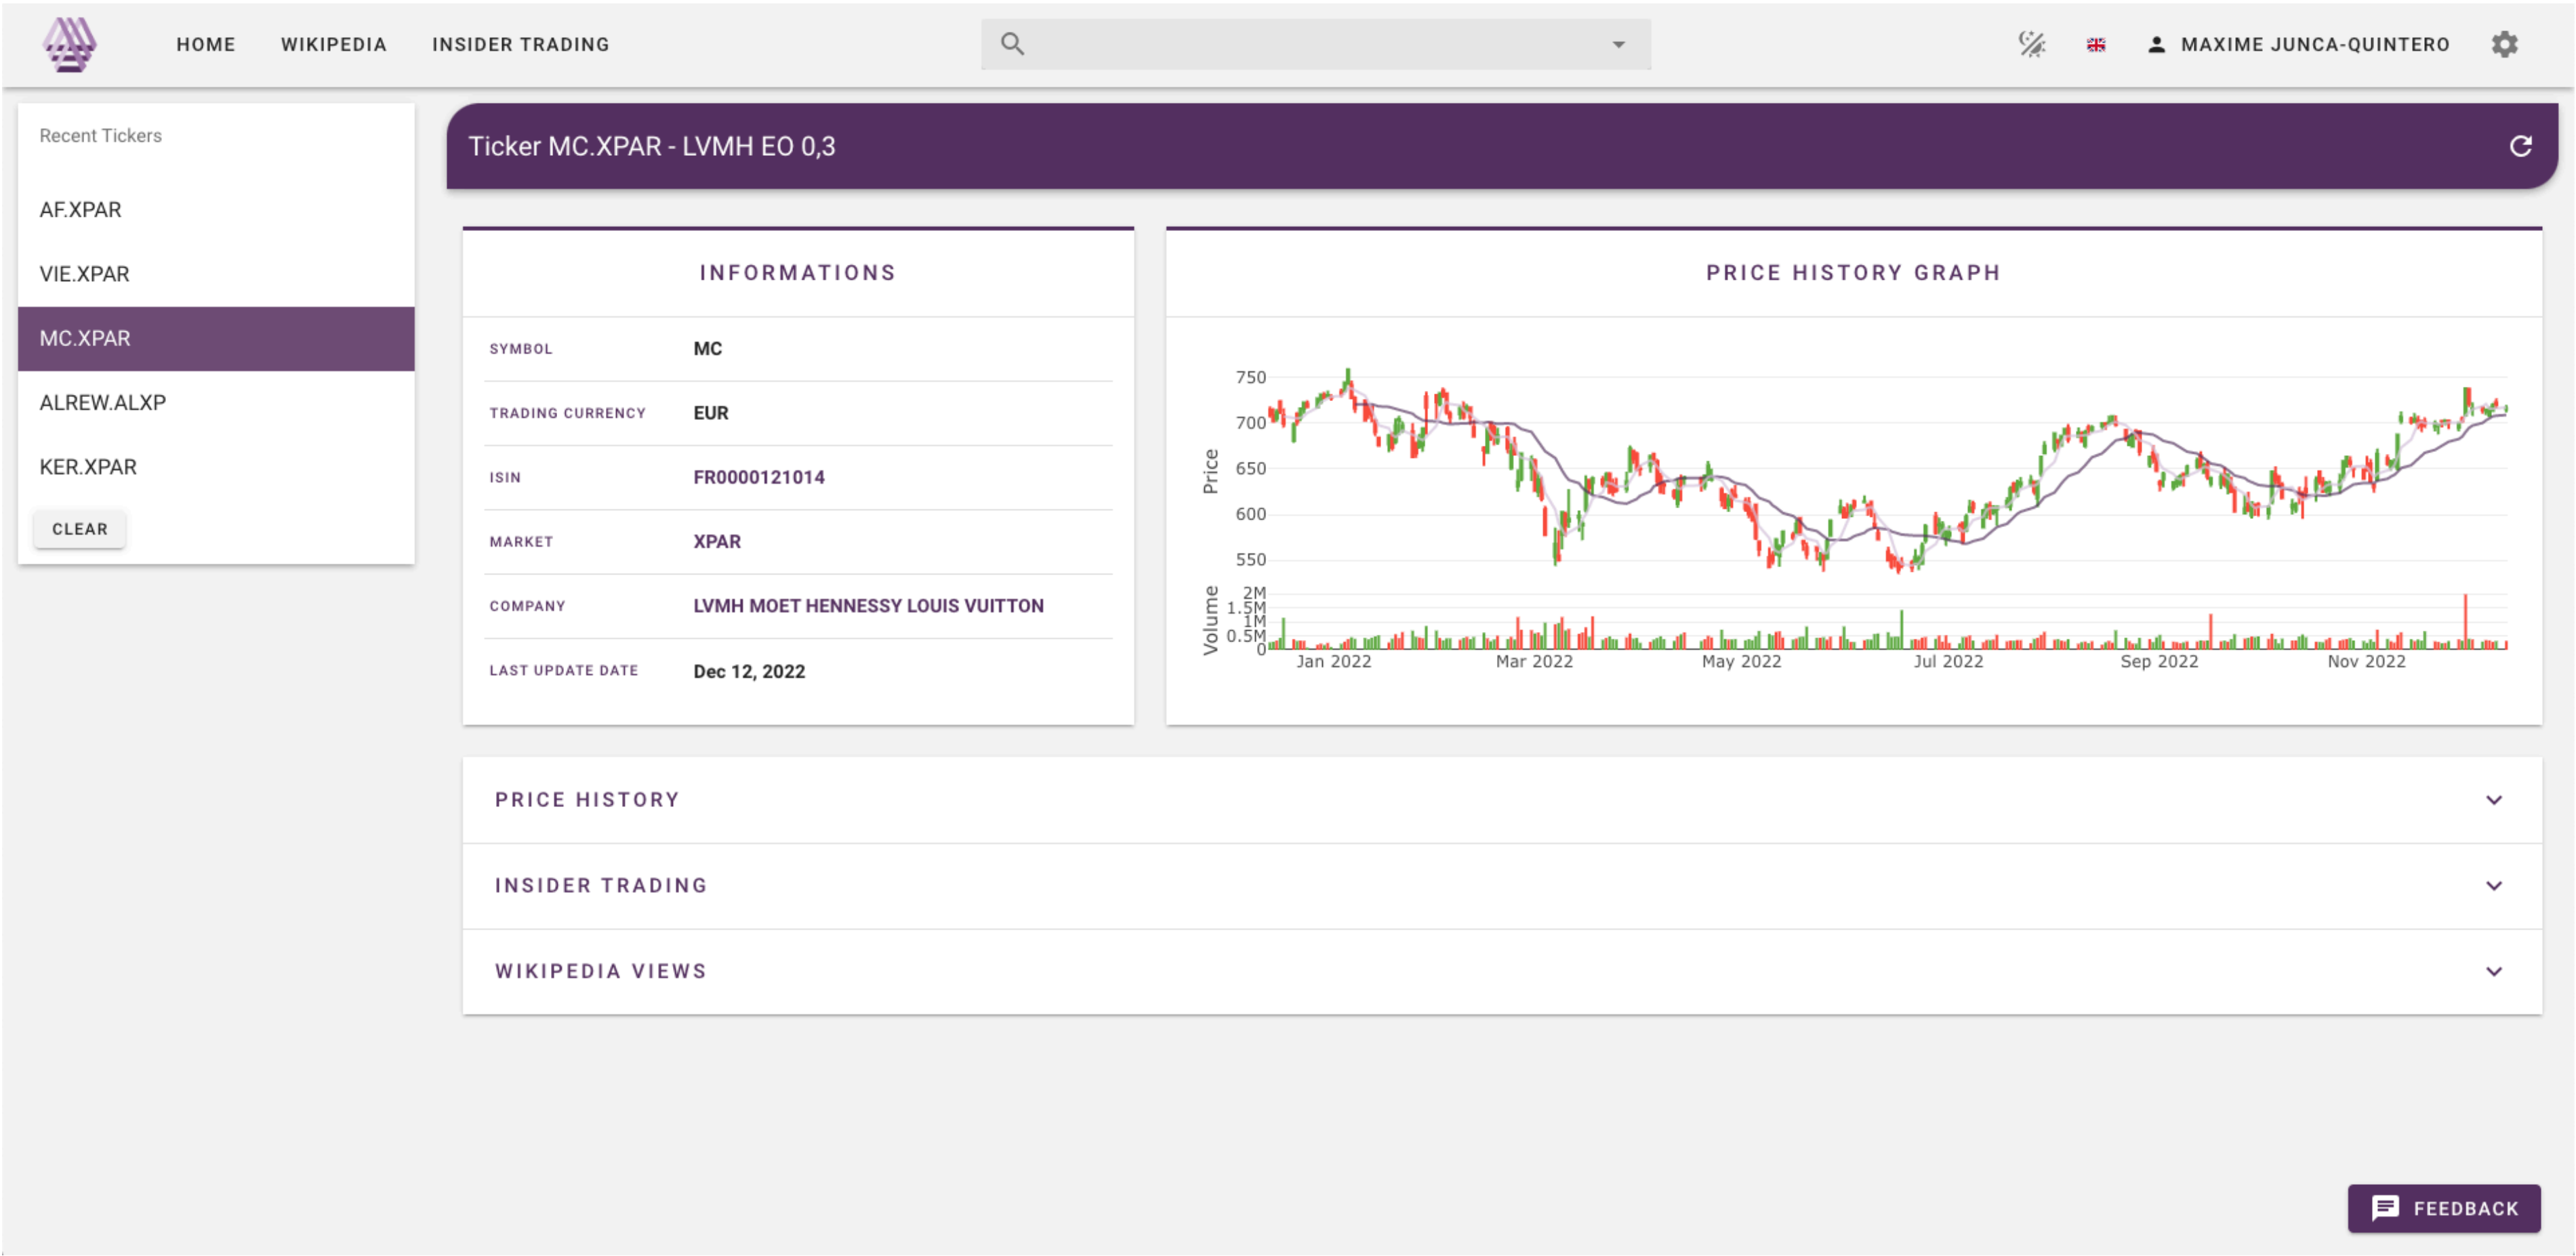 HOME WIKIPEDIA INSIDER TRADING MAXIME JUNCA-QUINTERO
Recent Tickers
AF.XPAR
VIE.XPAR
MC.XPAR
ALREW.ALXP
KER.XPAR
CLEAR
Ticker MC.XPAR - LVMH EO 0,3
INFORMATIONS
SYMBOL MC
TRADING CURRENCY EUR
ISIN FR0000121014
MARKET XPAR
COMPANY LVMH MOET HENNESSY LOUIS VUITTON
LAST UPDATE DATE Dec 12, 2022
PRICE HISTORY GRAPH
Price
750
700
650
600
550
Volume
2M
1.5M
1M
0.5M
0
Jan 2022 Mar 2022 May 2022 Jul 2022 Sep 2022 Nov 2022
PRICE HISTORY
INSIDER TRADING
WIKIPEDIA VIEWS
FEEDBACK